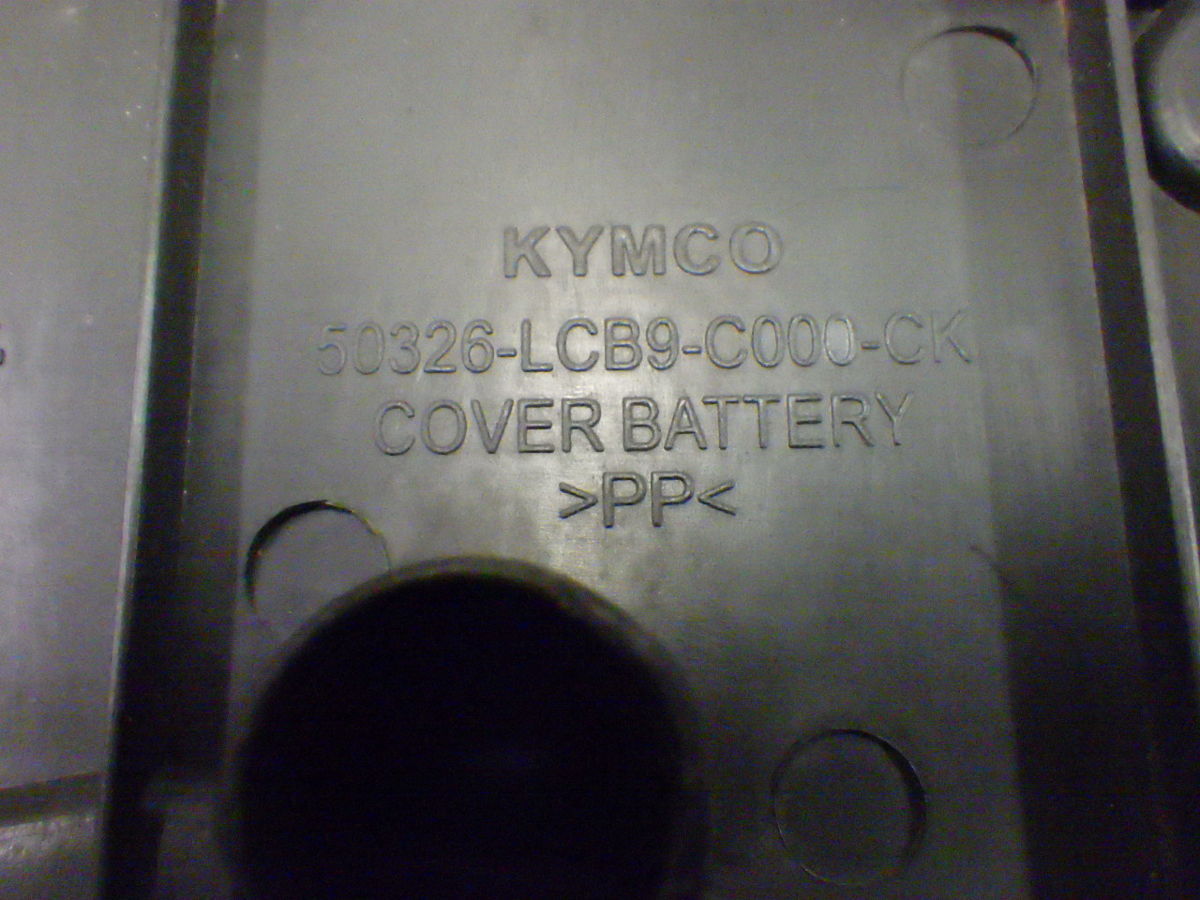 KYMCO
50326-LCB9-C000-CK
COVER BATTERY
>PP<